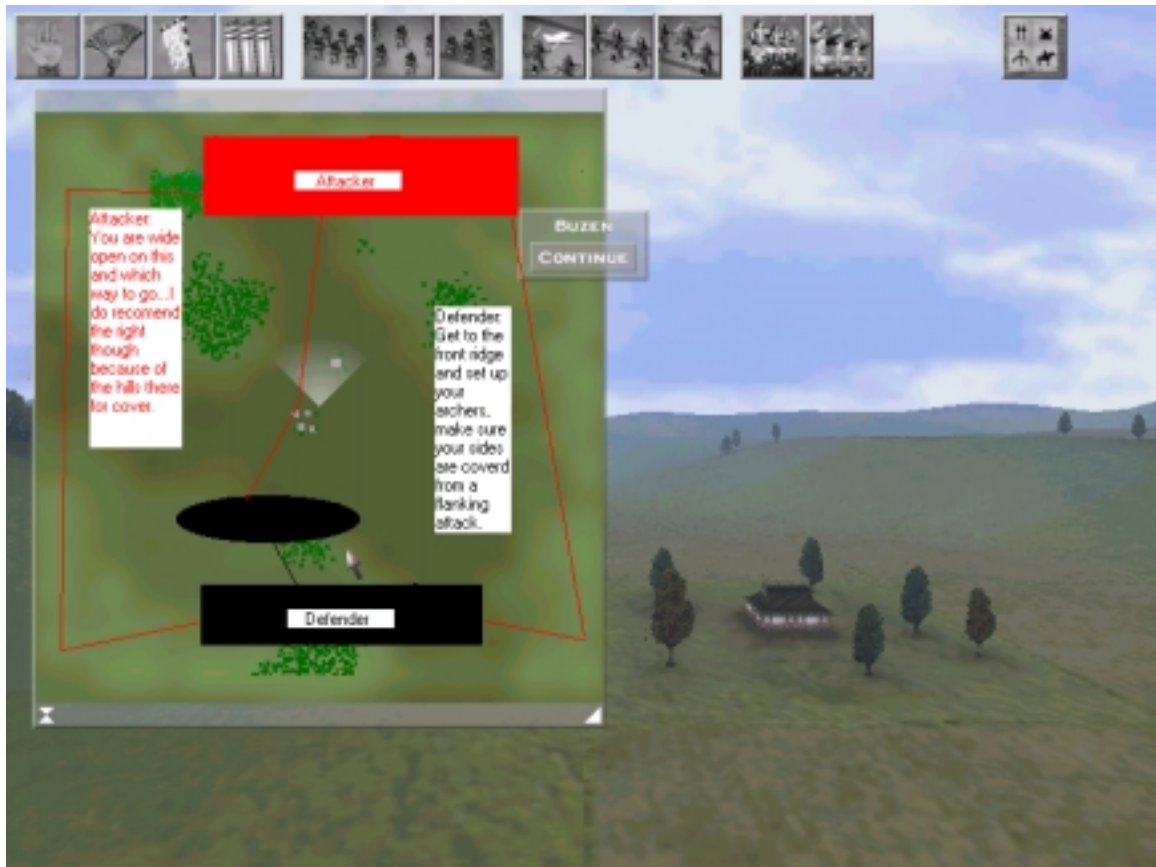 Attacker
Attacker:
You are wide
open on this
and which
way to go...I
do recomend
the right
though
because of
the hills there
for cover.
BUZEN
CONTINUE
Defender:
Get to the
front ridge
and set up
your
archers,
make sure
your sides
are coverd
from a
flanking
attack.
Defender